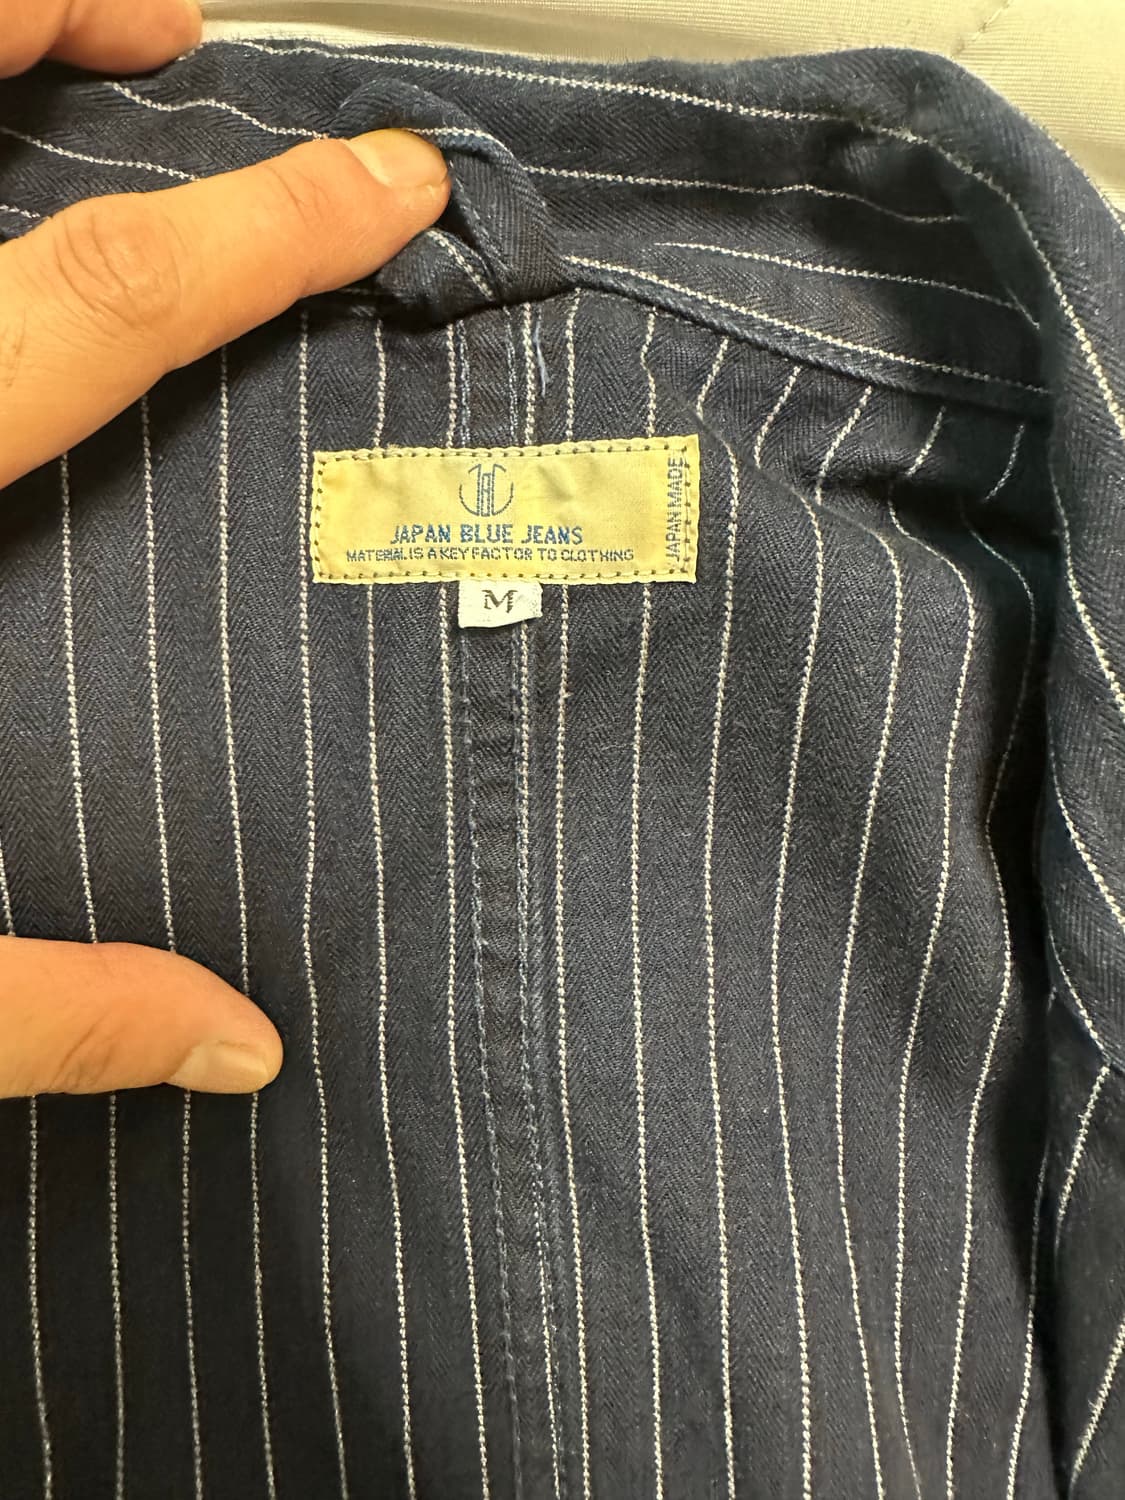 JAPAN BLUE JEANS
MATERIAL IS A KEY FACTOR TO CLOTHING
JAPAN MADE
M